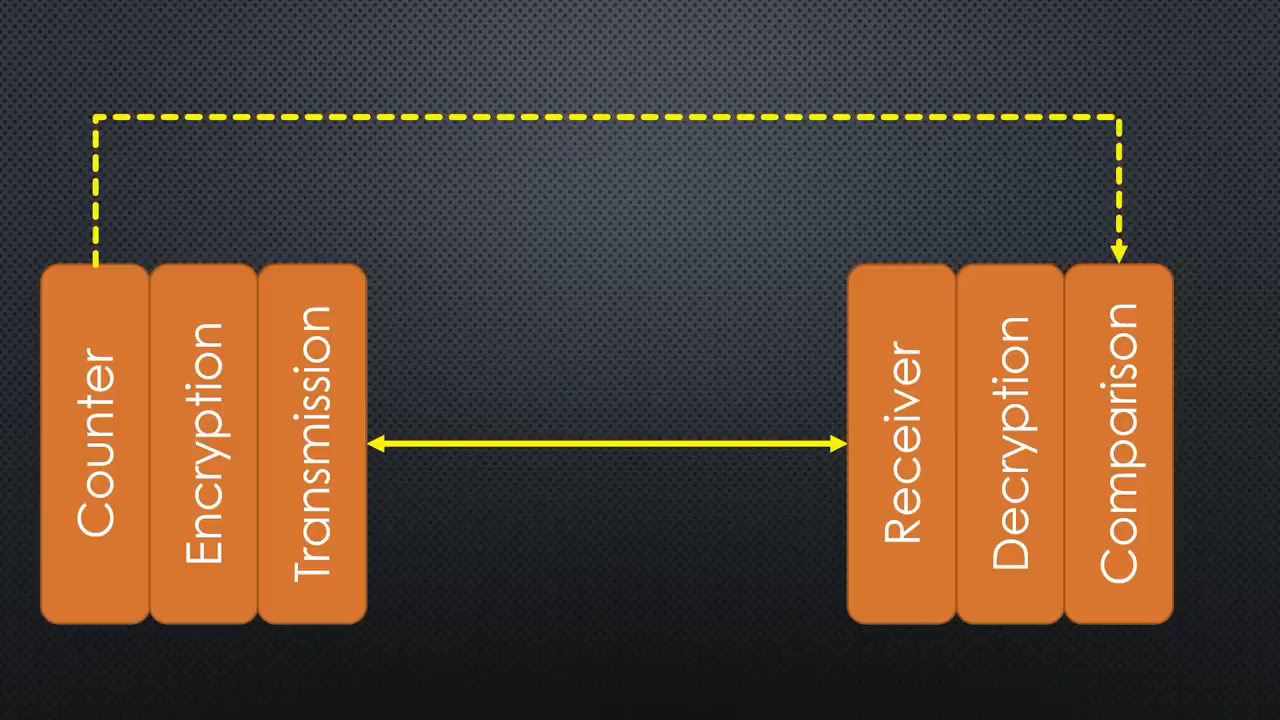 Counter
Encryption
Transmission
Receiver
Decryption
Comparison